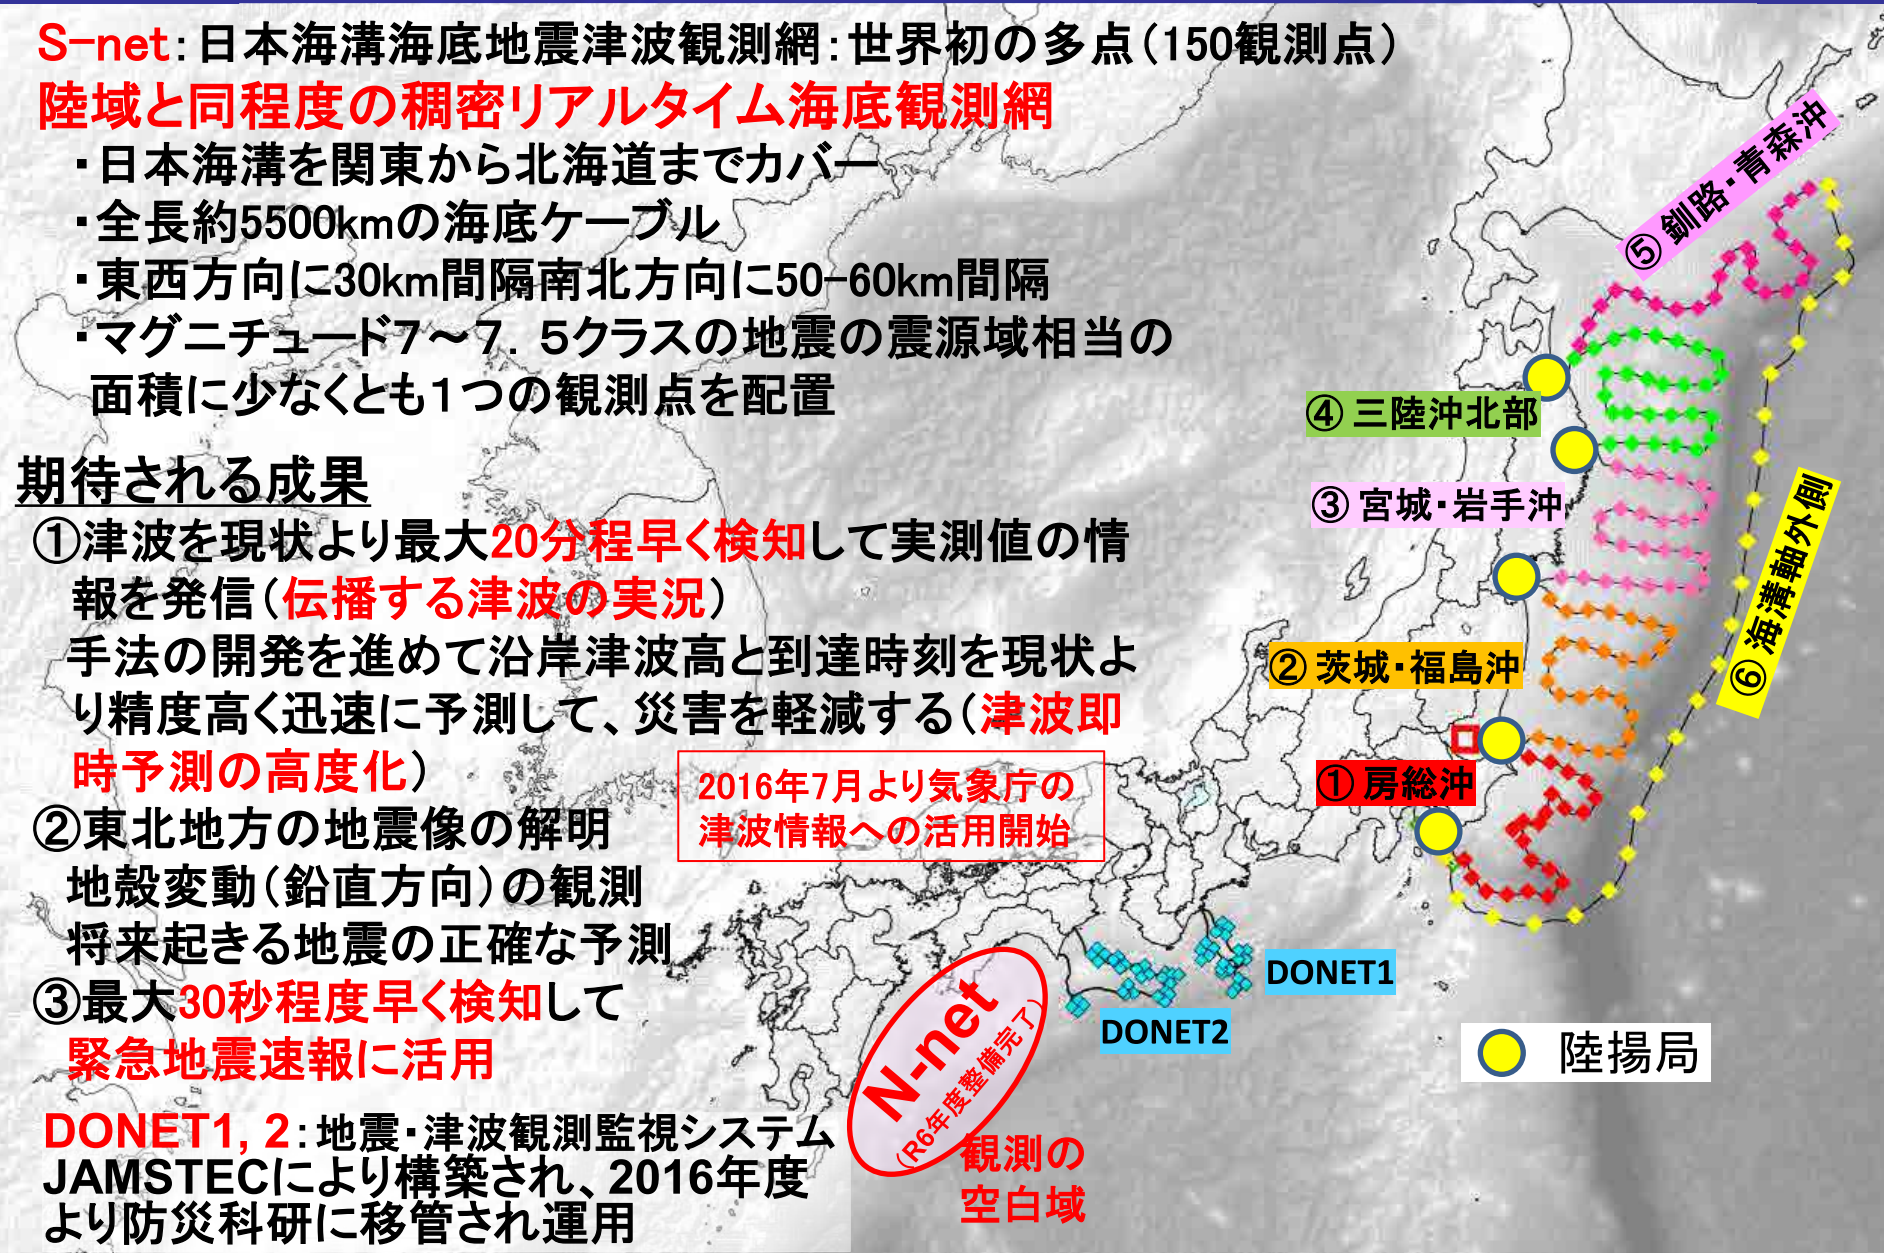 S-net:日本海溝海底地震津波観測網:世界初の多点(150観測点)
陸域と同程度の稠密リアルタイム海底観測網
・日本海溝を関東から北海道までカバー
・全長約5500kmの海底ケーブル
・東西方向に30km間隔南北方向に50-60km間隔
・マグニチュード7～7.5クラスの地震の震源域相当の
面積に少なくとも1つの観測点を配置
期待される成果
①津波を現状より最大20分程早く検知して実測値の情
報を発信(伝播する津波の実況)
手法の開発を進めて沿岸津波高と到達時刻を現状よ
り精度高く迅速に予測して、災害を軽減する(津波即
時予測の高度化)
②東北地方の地震像の解明
地殻変動(鉛直方向)の観測
将来起きる地震の正確な予測
③最大30秒程度早く検知して
緊急地震速報に活用
DONET1, 2:地震・津波観測監視システム
JAMSTECにより構築され、2016年度
より防災科研に移管され運用
2016年7月より気象庁の
津波情報への活用開始
⑤ 釧路・青森沖
④ 三陸沖北部
③ 宮城・岩手沖
⑥ 海溝軸外側
② 茨城・福島沖
① 房総沖
DONET1
DONET2
N-net
(R6年度整備完了)
観測の
空白域
陸揚局